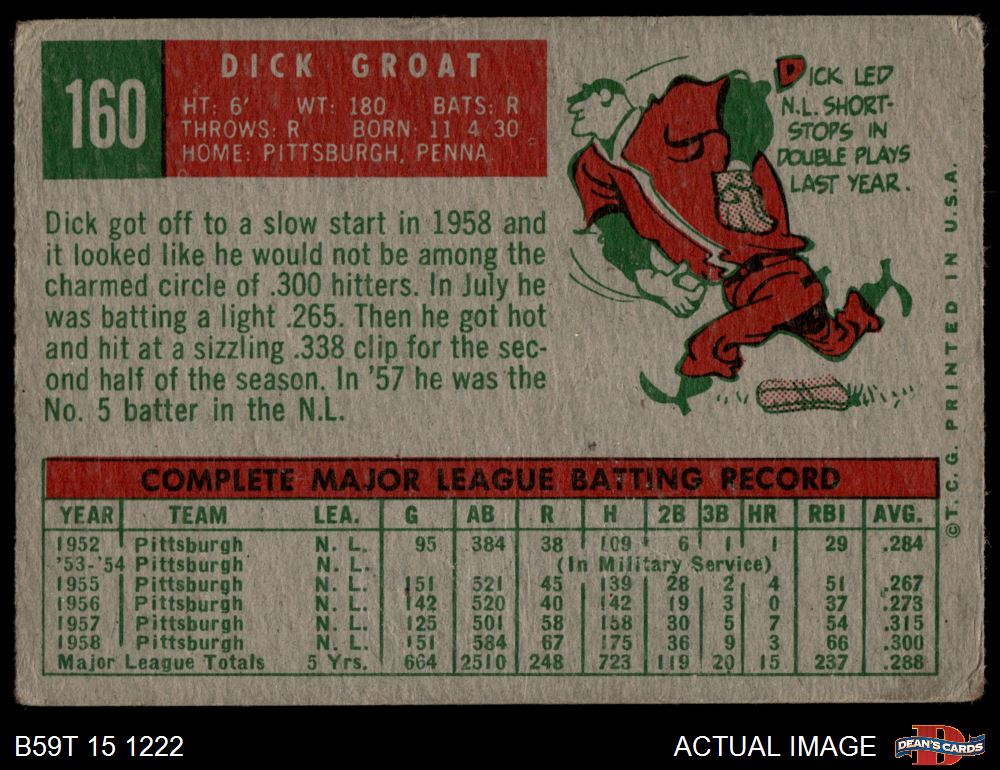 160
DICK GROAT
HT: 6' WT: 180 BATS: R
THROWS: R BORN: 11 4 30
HOME: PITTSBURGH, PENNA.
DICK LED
N.L. SHORT-
STOPS IN
DOUBLE PLAYS
LAST YEAR.
Dick got off to a slow start in 1958 and
it looked like he would not be among the
charmed circle of .300 hitters. In July he
was batting a light .265. Then he got hot
and hit at a sizzling .338 clip for the sec-
ond half of the season. In '57 he was the
No. 5 batter in the N.L.
COMPLETE MAJOR LEAGUE BATTING RECORD
YEAR TEAM LEA. G AB R H 2B 3B HR RBI AVG.
1952 Pittsburgh N. L. 95 384 38 109 6 1 1 29 .284
'53-'54 Pittsburgh N. L. (In Military Service)
1955 Pittsburgh N. L. 151 521 45 139 28 2 4 51 .267
1956 Pittsburgh N. L. 142 520 40 142 19 3 0 37 .273
1957 Pittsburgh N. L. 125 501 58 158 30 5 7 54 .315
1958 Pittsburgh N. L. 151 584 67 175 36 9 3 66 .300
Major League Totals 5 Yrs. 664 2510 248 723 119 20 15 237 .288
©T.C.G. PRINTED IN U.S.A.
B59T 15 1222
ACTUAL IMAGE
D
DEAN'S CARDS